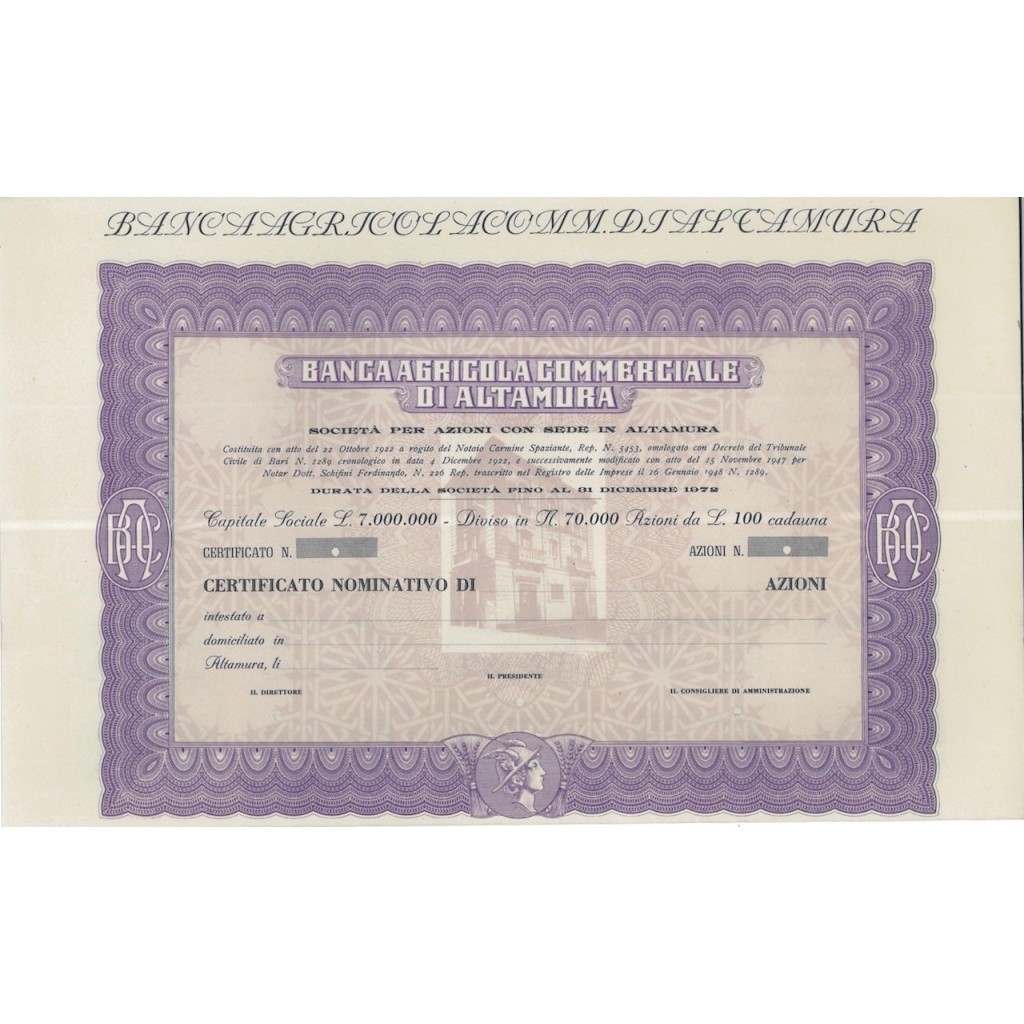 BANCA AGRICOLA COMM. DI ALTAMURA
BANCA AGRICOLA COMMERCIALE
DI ALTAMURA
SOCIETÀ PER AZIONI CON SEDE IN ALTAMURA
Costituita con atto del 22 Ottobre 1922 a rogito del Notaio Carmine Spaziante, Rep. N. 5453, omologato con Decreto del Tribunale
Civile di Bari N. 1289 cronologico in data 4 Dicembre 1922, e successivamente modificato con atto del 15 Novembre 1947 per
Notar Dott. Schifini Ferdinando, N. 226 Rep. trascritto nel Registro delle Imprese il 16 Gennaio 1948 N. 1289.
DURATA DELLA SOCIETÀ FINO AL 31 DICEMBRE 1972
Capitale Sociale L. 7.000.000 - Diviso in N. 70.000 Azioni da L. 100 cadauna
CERTIFICATO N. AZIONI N.
CERTIFICATO NOMINATIVO DI AZIONI
intestato a
domiciliato in
Altamura, li
IL PRESIDENTE
IL DIRETTORE IL CONSIGLIERE DI AMMINISTRAZIONE